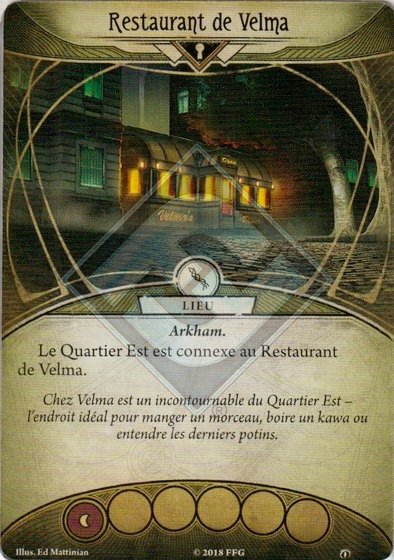 Restaurant de Velma
Velma's
LIEU
Arkham.
Le Quartier Est est connexe au Restaurant
de Velma.
Chez Velma est un incontournable du Quartier Est –
l'endroit idéal pour manger un morceau, boire un kawa ou
entendre les derniers potins.
®
Illus. Ed Mattinian
© 2018 FFG